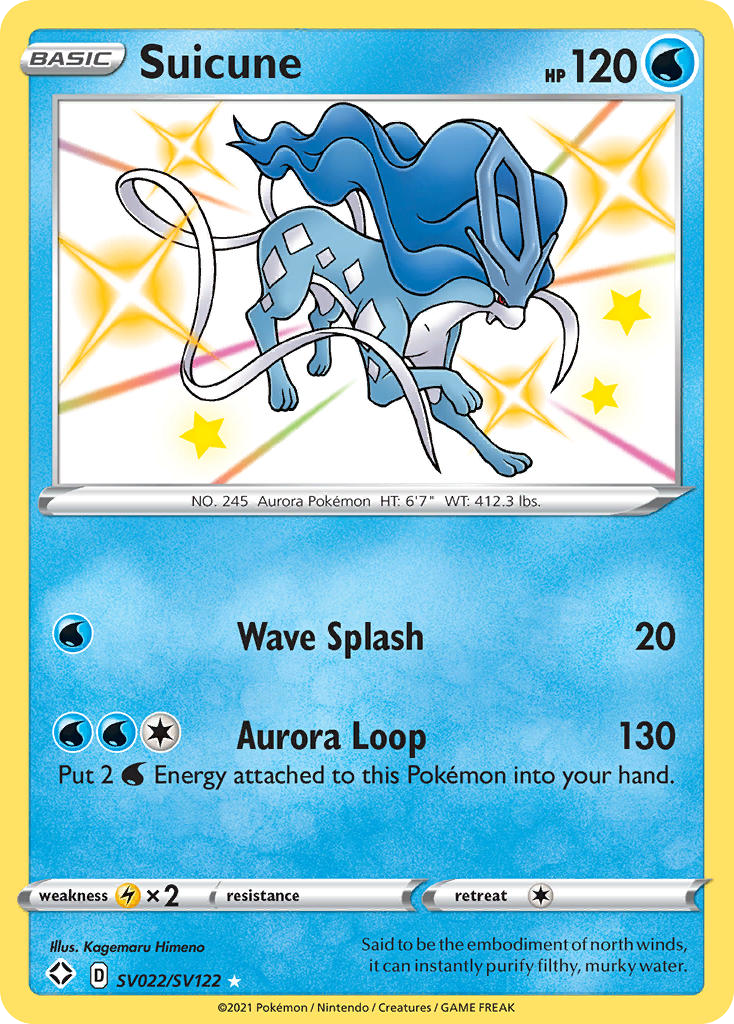 BASIC Suicune HP 120
NO. 245 Aurora Pokémon HT: 6'7" WT: 412.3 lbs.
Wave Splash 20
Aurora Loop 130
Put 2 Energy attached to this Pokémon into your hand.
weakness ×2 resistance retreat
Illus. Kagemaru Himeno
Said to be the embodiment of north winds,
it can instantly purify filthy, murky water.
D SV022/SV122
©2021 Pokémon / Nintendo / Creatures / GAME FREAK